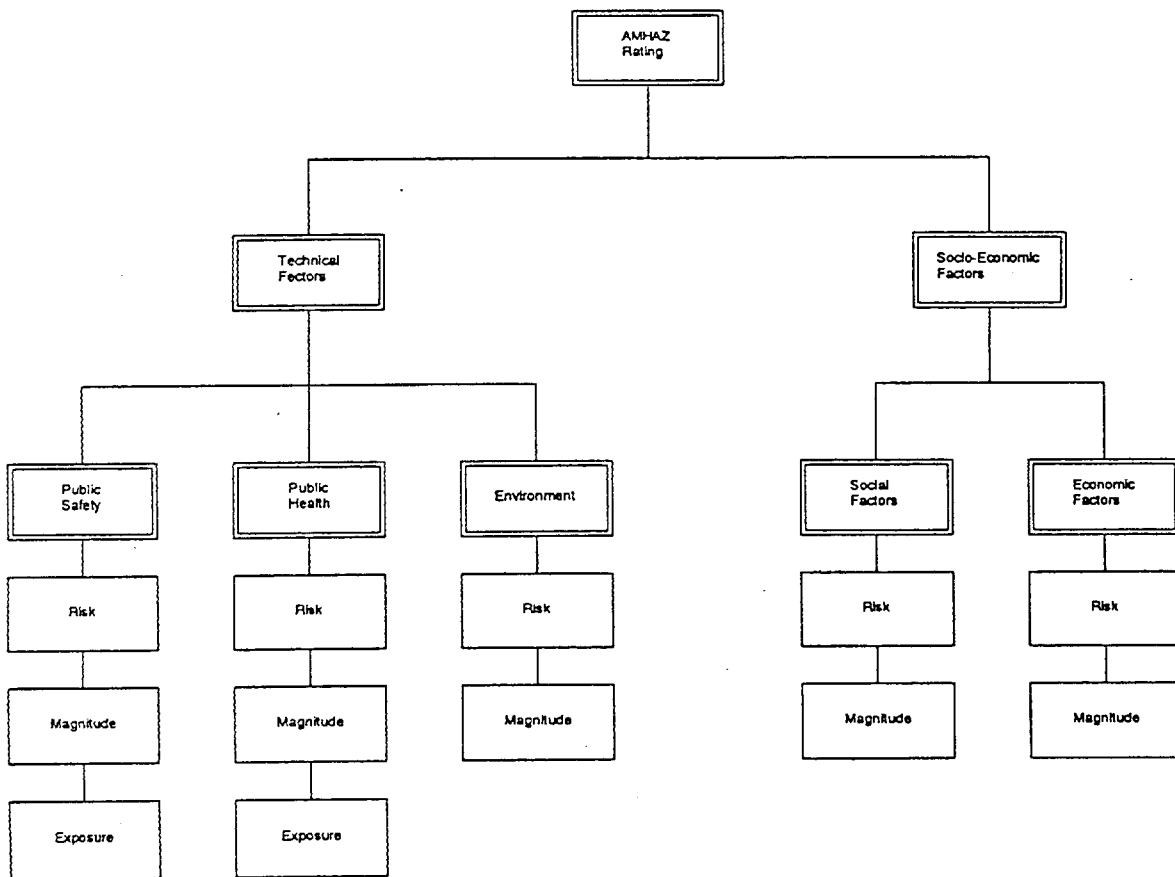 AMHAZ
Rating
Technical
Fectors
Socio-Economic
Factors
Public
Safety
Public
Health
Environment
Social
Factors
Economic
Factors
Risk
Risk
Risk
Risk
Risk
Magnitude
Magnitude
Magnitude
Magnitude
Magnitude
Exposure
Exposure